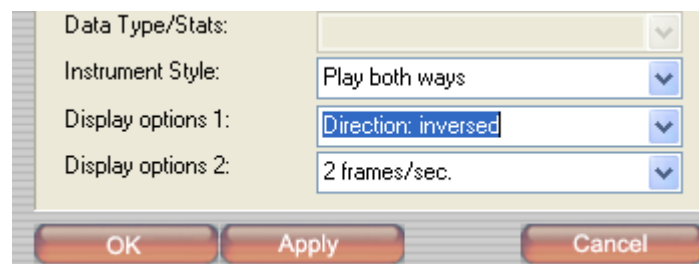 Data Type/Stats:
Instrument Style: Play both ways
Display options 1: Direction: inversed
Display options 2: 2 frames/sec.
OK Apply Cancel